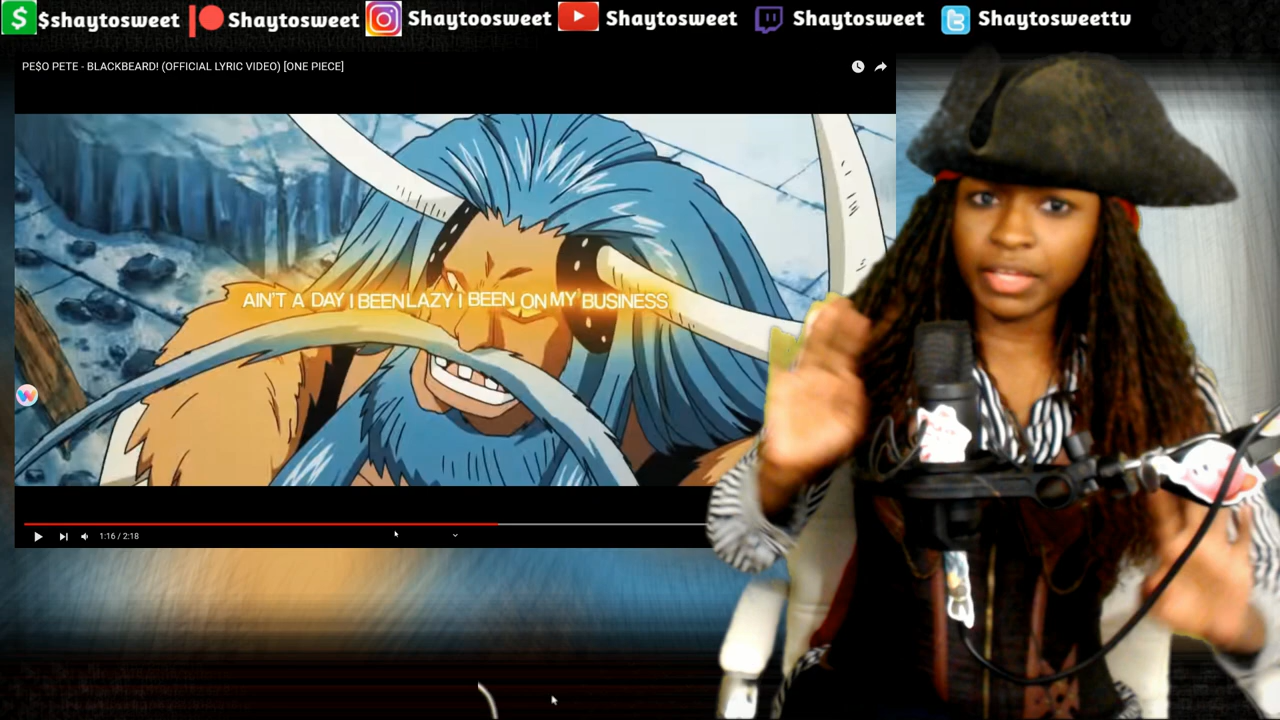 $shaytosweet Shaytosweet Shaytoosweet Shaytosweet Shaytosweet Shaytosweettv
PE$O PETE - BLACKBEARD! (OFFICIAL LYRIC VIDEO) [ONE PIECE]
AIN'T A DAY I BEEN LAZY I BEEN ON MY BUSINESS
1:16 / 2:18